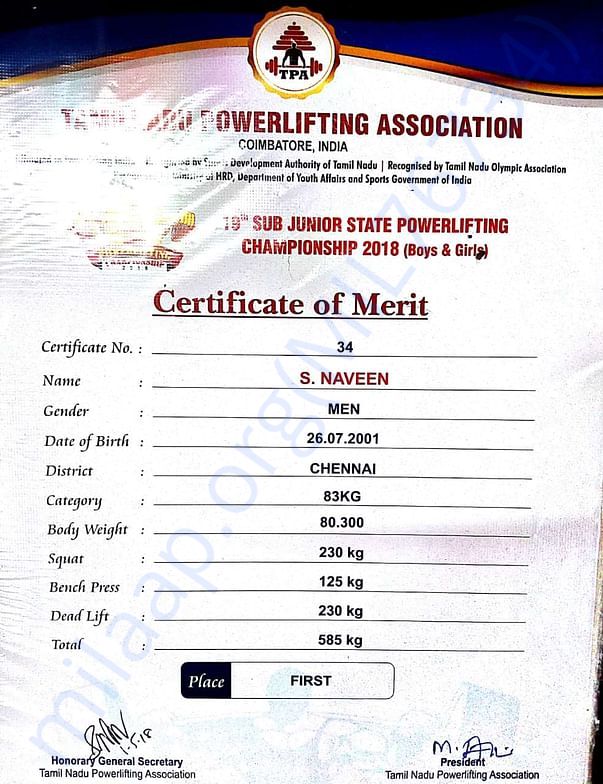 TPA
POWERLIFTING ASSOCIATION
COIMBATORE, INDIA
Development Authority of Tamil Nadu | Recognised by Tamil Nadu Olympic Association
of HRD, Department of Youth Affairs and Sports Government of India
19TH SUB JUNIOR STATE POWERLIFTING
CHAMPIONSHIP 2018 (Boys & Girls)
CHAMPIONSHIP
2018
Certificate of Merit
Certificate No. : 34
Name : S. NAVEEN
Gender : MEN
Date of Birth : 26.07.2001
District : CHENNAI
Category : 83KG
Body Weight : 80.300
Squat : 230 kg
Bench Press : 125 kg
Dead Lift : 230 kg
Total : 585 kg
Place FIRST
Honorary General Secretary
Tamil Nadu Powerlifting Association
President
Tamil Nadu Powerlifting Association